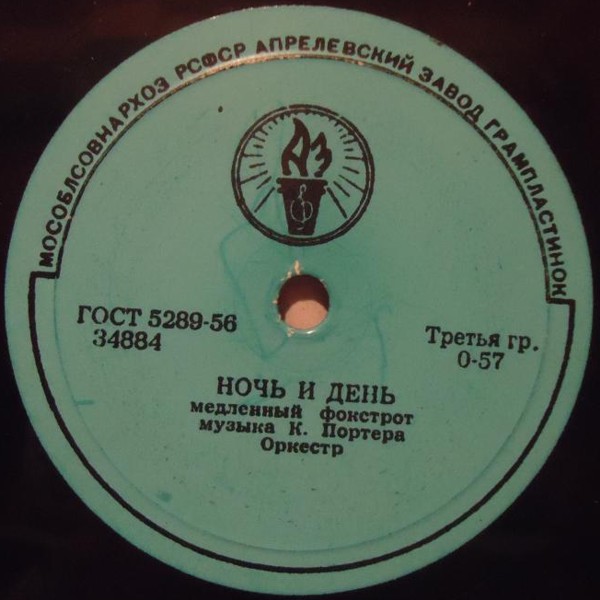 МОСОБЛСОВНАРХОЗ РСФСР АПРЕЛЕВСКИЙ ЗАВОД ГРАМПЛАСТИНОК
АЗ
ГОСТ 5289-56
34884
Третья гр.
0-57
НОЧЬ И ДЕНЬ
медленный фокстрот
музыка К. Портера
Оркестр